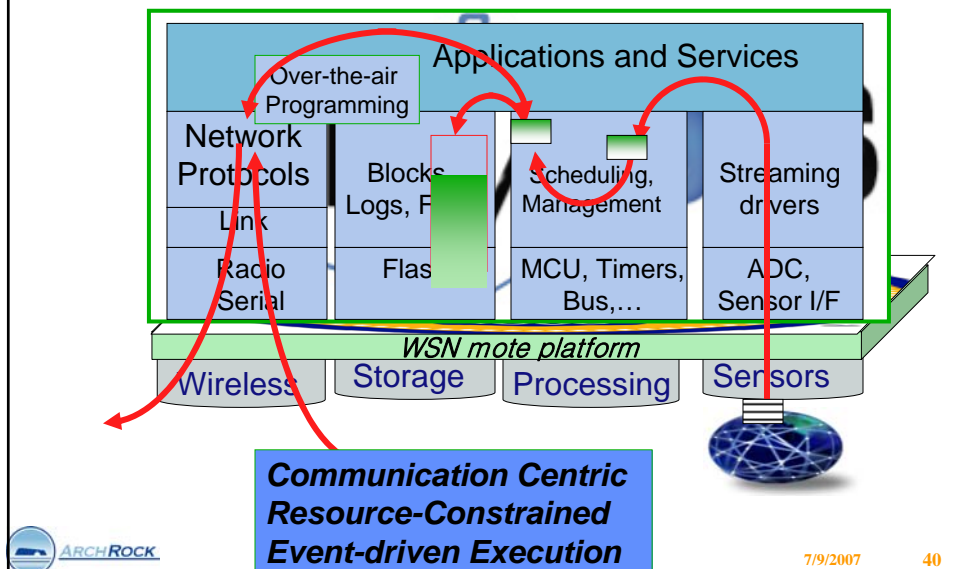 Applications and Services
Over-the-air
Programming
Network
Protocols
Link
Radio
Serial
Blocks,
Logs, F
Flas
Scheduling,
Management
MCU, Timers,
Bus,…
Streaming
drivers
ADC,
Sensor I/F
WSN mote platform
Wireless
Storage
Processing
Sensors
Communication Centric
Resource-Constrained
Event-driven Execution
ARCHROCK
7/9/2007 40